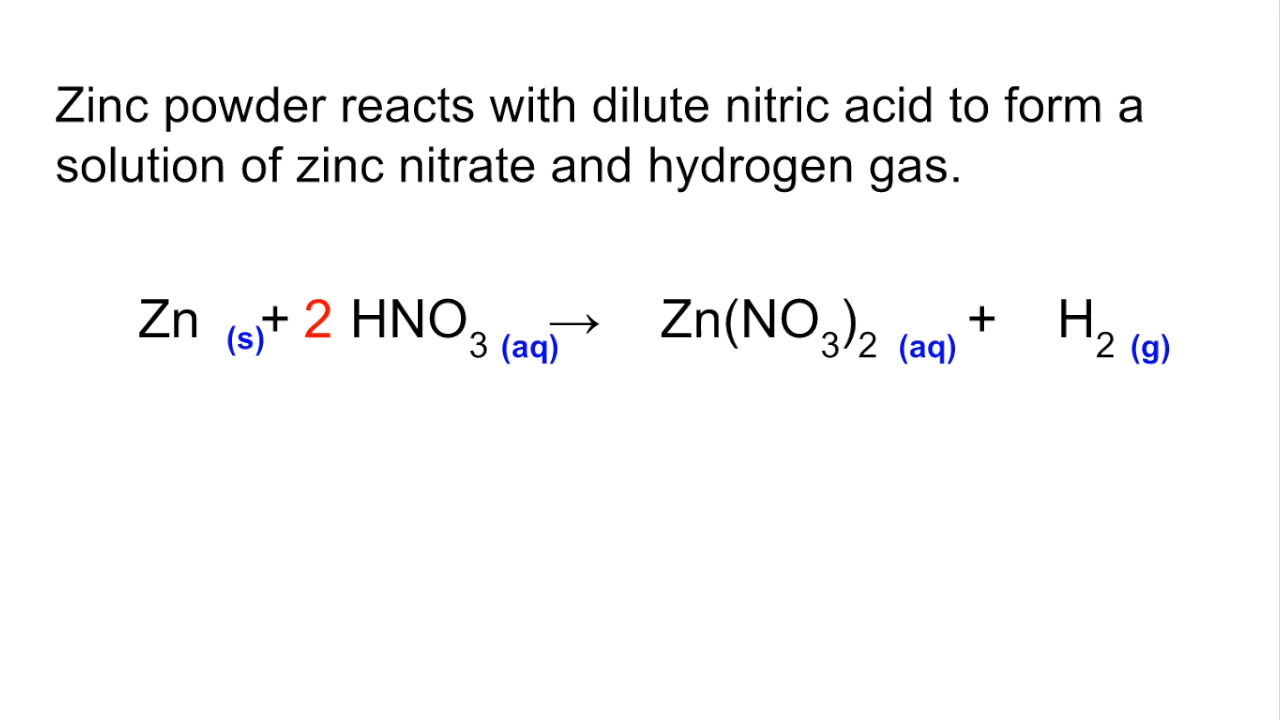 Zinc powder reacts with dilute nitric acid to form a
solution of zinc nitrate and hydrogen gas.
Zn (s) + 2 HNO3 (aq) → Zn(NO3)2 (aq) + H2 (g)